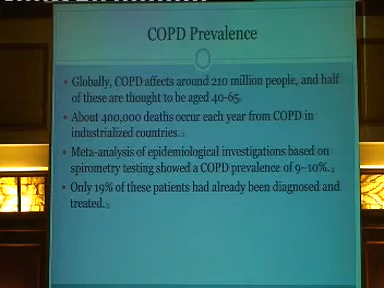 COPD Prevalence
Globally, COPD affects around 210 million people, and half
of these are thought to be aged 40-65.
About 400,000 deaths occur each year from COPD in
industrialized countries.
Meta-analysis of epidemiological investigations based on
spirometry testing showed a COPD prevalence of 9–10%.
Only 19% of these patients had already been diagnosed and
treated.